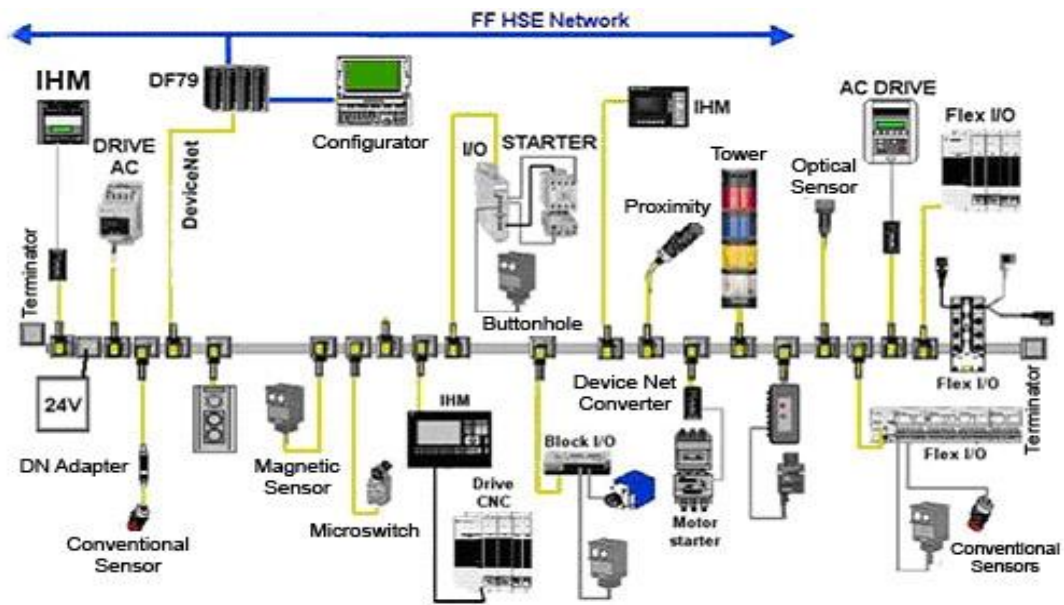 FF HSE Network
IHM
DF79
DRIVE
AC
DeviceNet
Configurator
I/O
STARTER
IHM
AC DRIVE
Flex I/O
Tower
Optical
Sensor
Proximity
Terminator
Buttonhole
24V
DN Adapter
Conventional
Sensor
Magnetic
Sensor
Microswitch
IHM
Drive
CNC
Block I/O
Device Net
Converter
Motor
starter
Flex I/O
Terminator
Flex I/O
Conventional
Sensors